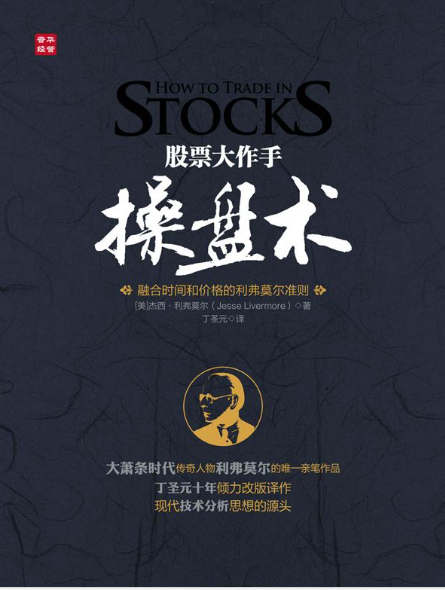 普华
经营
HOW TO TRADE IN
STOCKS
股票大作手
操盘术
融合时间和价格的利弗莫尔准则
[美]杰西·利弗莫尔（Jesse Livermore）◇著
丁圣元◇译
大萧条时代传奇人物利弗莫尔的唯一亲笔作品
丁圣元十年倾力改版译作
现代技术分析思想的源头